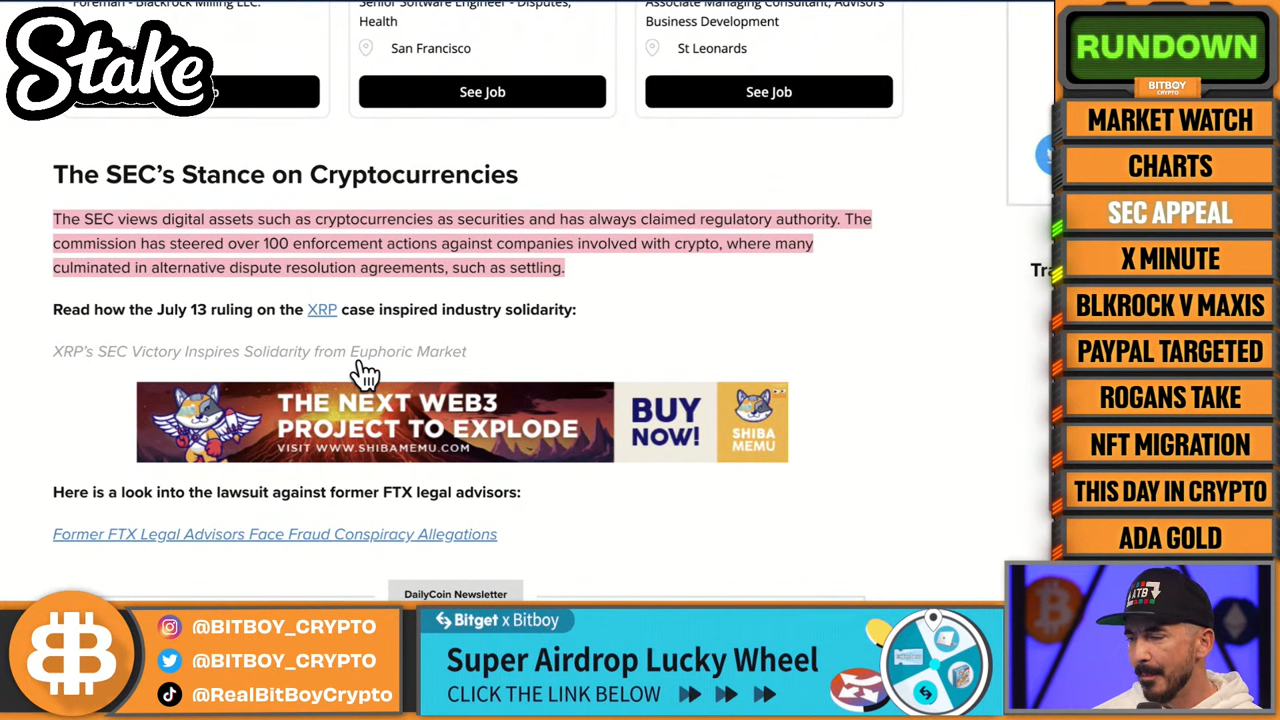 Foreman - Blackrock Milling LLC.
Senior Software Engineer - Disputes,
Health
Associate Managing Consultant, Advisors
Business Development
San Francisco
St Leonards
See Job
See Job
Stake
The SEC’s Stance on Cryptocurrencies
The SEC views digital assets such as cryptocurrencies as securities and has always claimed regulatory authority. The
commission has steered over 100 enforcement actions against companies involved with crypto, where many
culminated in alternative dispute resolution agreements, such as settling.
Read how the July 13 ruling on the XRP case inspired industry solidarity:
XRP’s SEC Victory Inspires Solidarity from Euphoric Market
THE NEXT WEB3
PROJECT TO EXPLODE
VISIT WWW.SHIBAMEMU.COM
BUY
NOW!
SHIBA
MEMU
Here is a look into the lawsuit against former FTX legal advisors:
Former FTX Legal Advisors Face Fraud Conspiracy Allegations
DailyCoin Newsletter
RUNDOWN
BITBOY
CRYPTO
MARKET WATCH
CHARTS
SEC APPEAL
X MINUTE
BLKROCK V MAXIS
PAYPAL TARGETED
ROGANS TAKE
NFT MIGRATION
THIS DAY IN CRYPTO
ADA GOLD
ATB
@BITBOY_CRYPTO
@BITBOY_CRYPTO
@RealBitBoyCrypto
Bitget x Bitboy
Super Airdrop Lucky Wheel
CLICK THE LINK BELOW